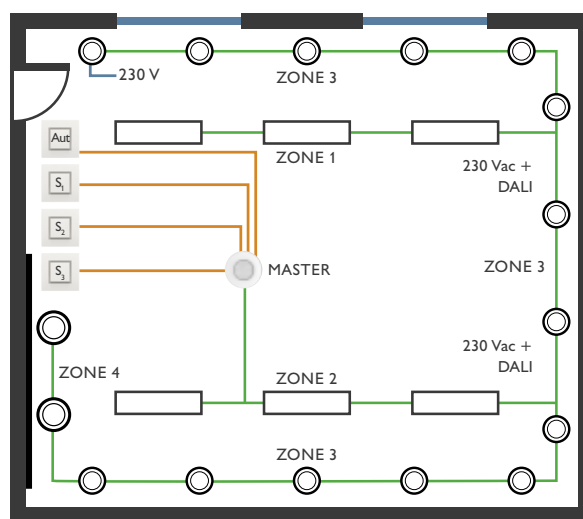 230 V
ZONE 3
Aut
ZONE 1
230 Vac +
DALI
S1
S2
ZONE 3
S3
MASTER
230 Vac +
DALI
ZONE 4
ZONE 2
ZONE 3